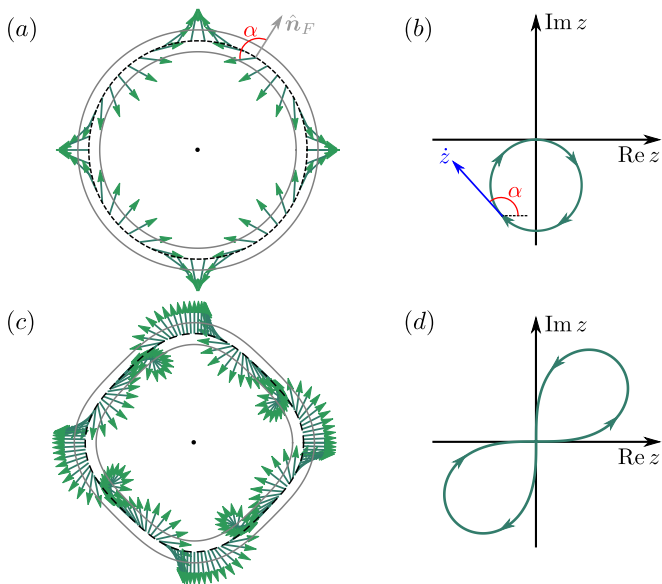 (a)
α
n̂_F
(b)
Im z
ż
α
Re z
(c)
(d)
Im z
Re z